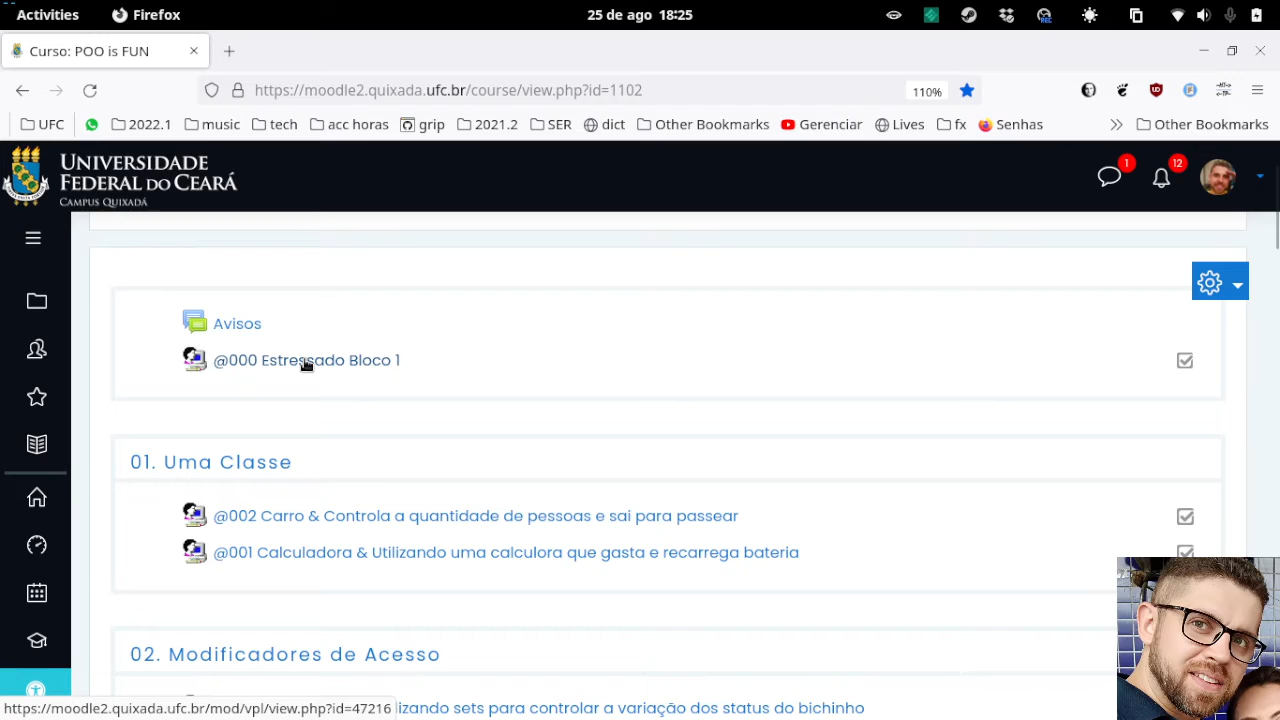 Activities Firefox 25 de ago 18:25
Curso: POO is FUN
https://moodle2.quixada.ufc.br/course/view.php?id=1102 110%
UFC 2022.1 music tech acc horas grip 2021.2 SER dict Other Bookmarks Gerenciar Lives fx Senhas Other Bookmarks
UNIVERSIDADE
FEDERAL DO CEARÁ
CAMPUS QUIXADÁ
1 12
Avisos
@000 Estressado Bloco 1
01. Uma Classe
@002 Carro & Controla a quantidade de pessoas e sai para passear
@001 Calculadora & Utilizando uma calculora que gasta e recarrega bateria
02. Modificadores de Acesso
https://moodle2.quixada.ufc.br/mod/vpl/view.php?id=47216 lizando sets para controlar a variação dos status do bichinho